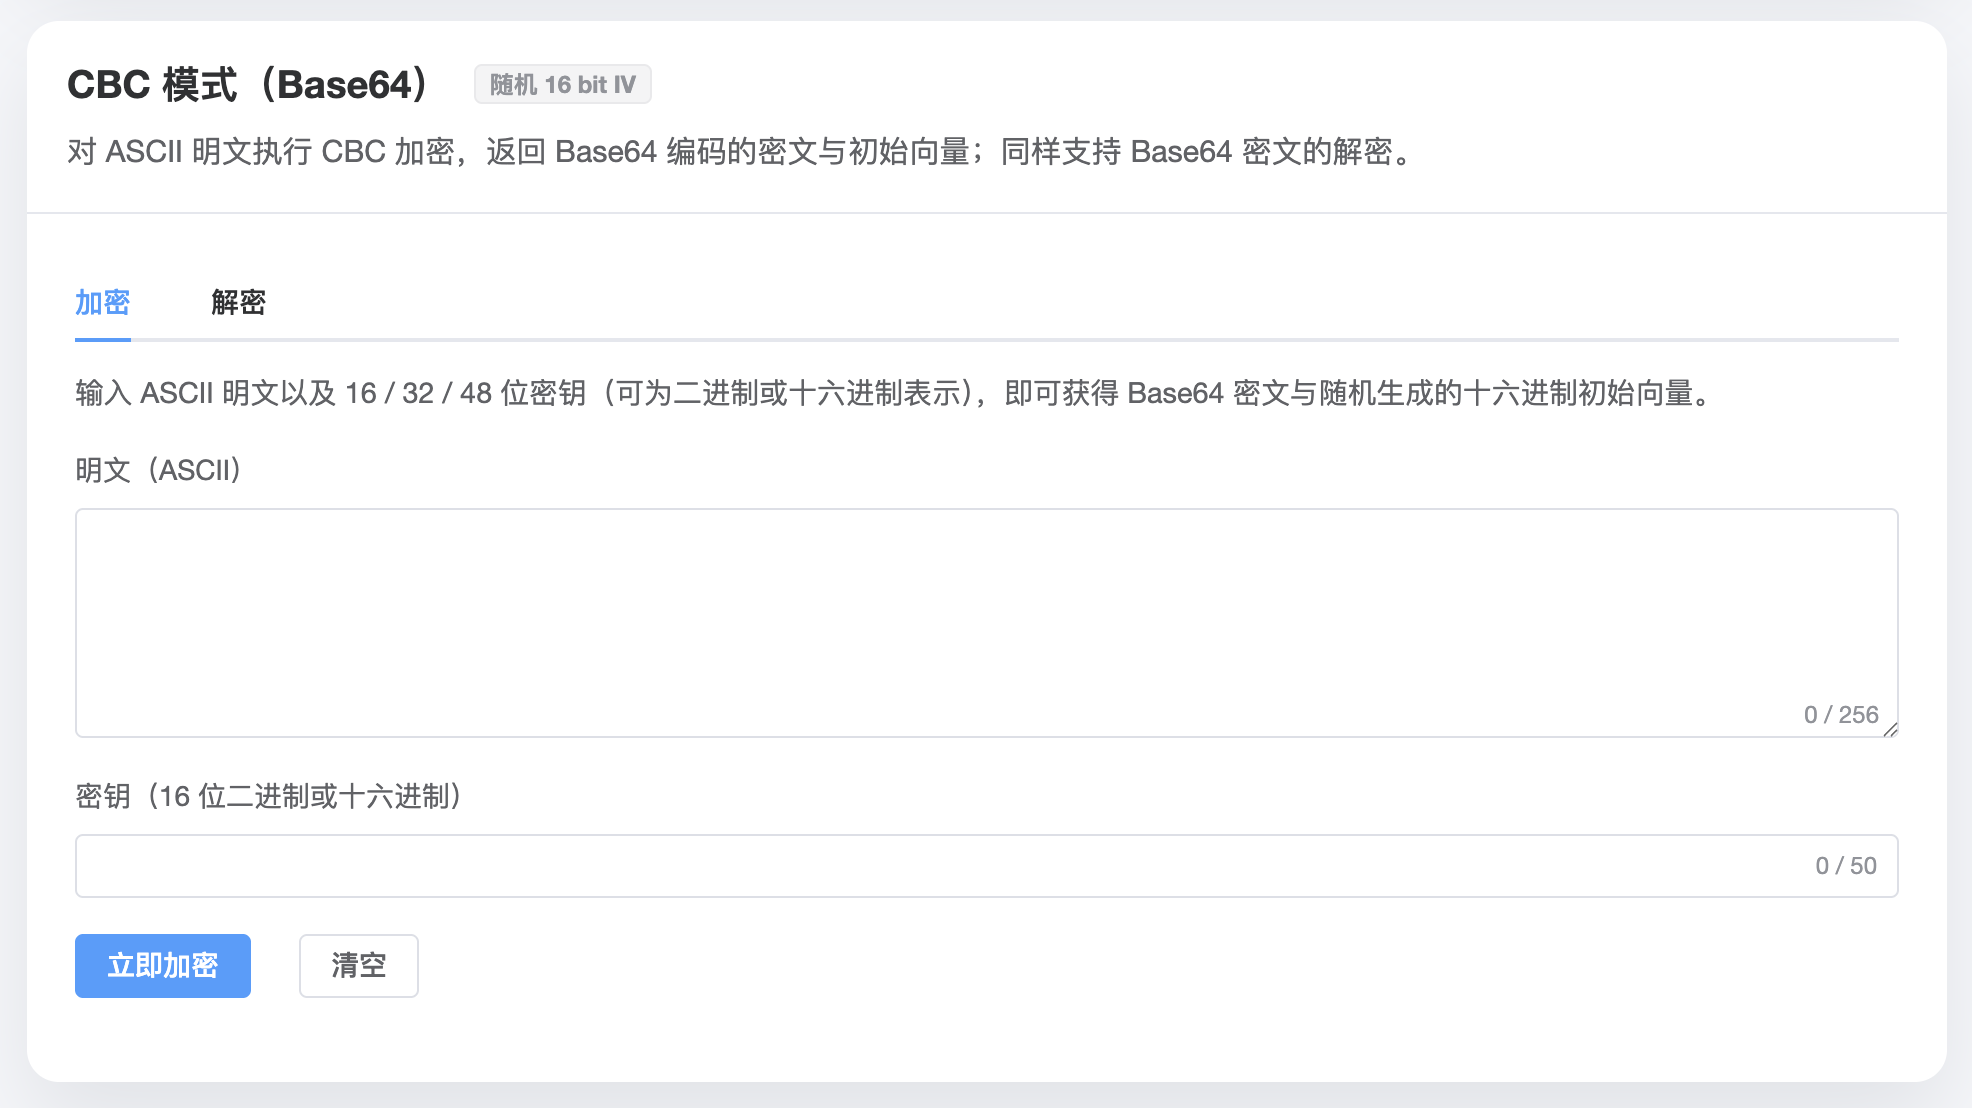 CBC 模式（Base64） 随机 16 bit IV
对 ASCII 明文执行 CBC 加密，返回 Base64 编码的密文与初始向量；同样支持 Base64 密文的解密。
加密 解密
输入 ASCII 明文以及 16 / 32 / 48 位密钥（可为二进制或十六进制表示），即可获得 Base64 密文与随机生成的十六进制初始向量。
明文（ASCII）
0 / 256
密钥（16 位二进制或十六进制）
0 / 50
立即加密 清空